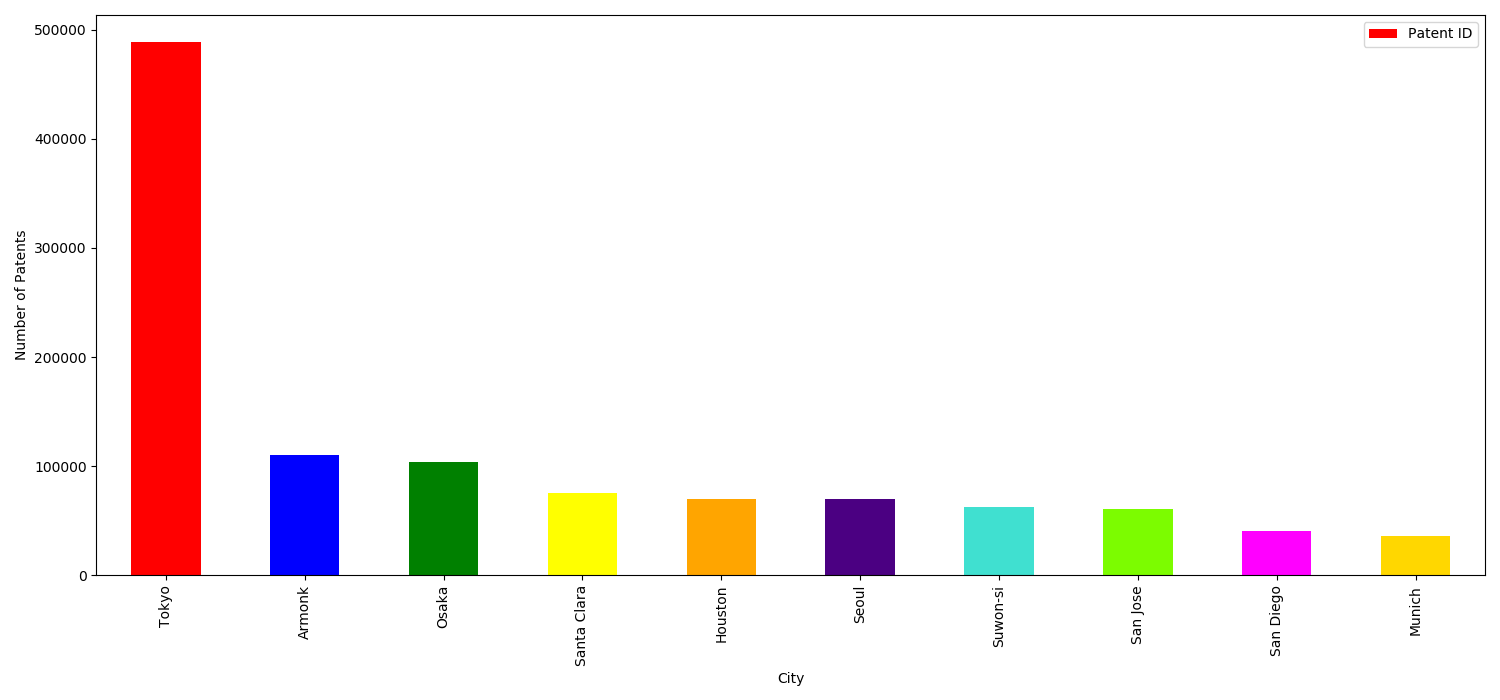 Patent ID
Number of Patents
500000
400000
300000
200000
100000
0
Tokyo
Armonk
Osaka
Santa Clara
Houston
Seoul
Suwon-si
San Jose
San Diego
Munich
City